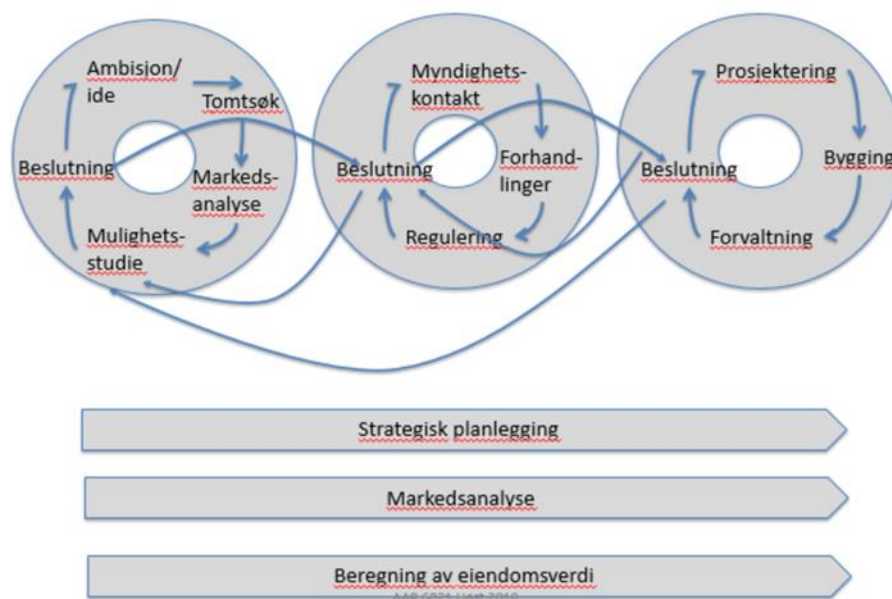 Ambisjon/
ide
Tomtsøk
Beslutning
Markeds-
analyse
Mulighets-
studie
Myndighets-
kontakt
Beslutning
Forhand-
linger
Regulering
Prosjektering
Beslutning
Bygging
Forvaltning
Strategisk planlegging
Markedsanalyse
Beregning av eiendomsverdi